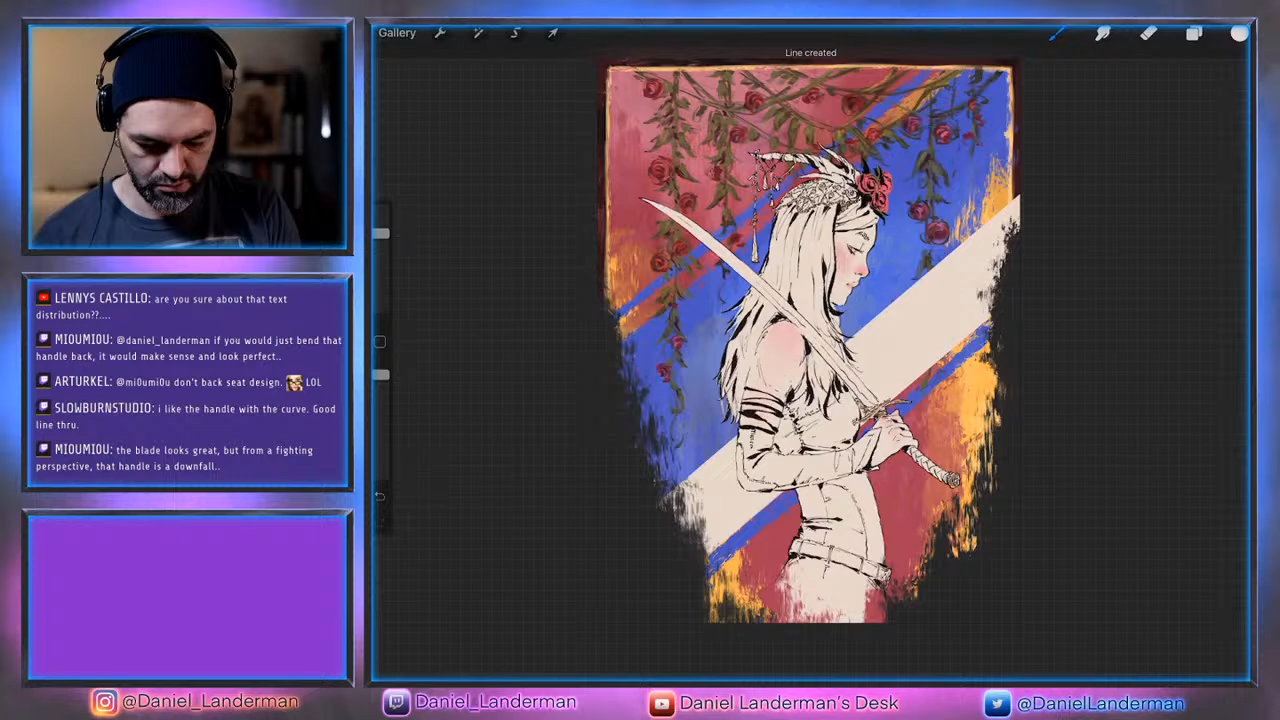 Gallery
Line created
LENNYS CASTILLO: are you sure about that text
distribution??....
MIOUMIOU: @daniel_landerman if you would just bend that
handle back, it would make sense and look perfect..
ARTURKEL: @mi0umi0u don't back seat design. LOL
SLOWBURNSTUDIO: i like the handle with the curve. Good
line thru.
MIOUMIOU: the blade looks great, but from a fighting
perspective, that handle is a downfall..
@Daniel_Landerman
Daniel_Landerman
Daniel Landerman's Desk
@DanielLanderman